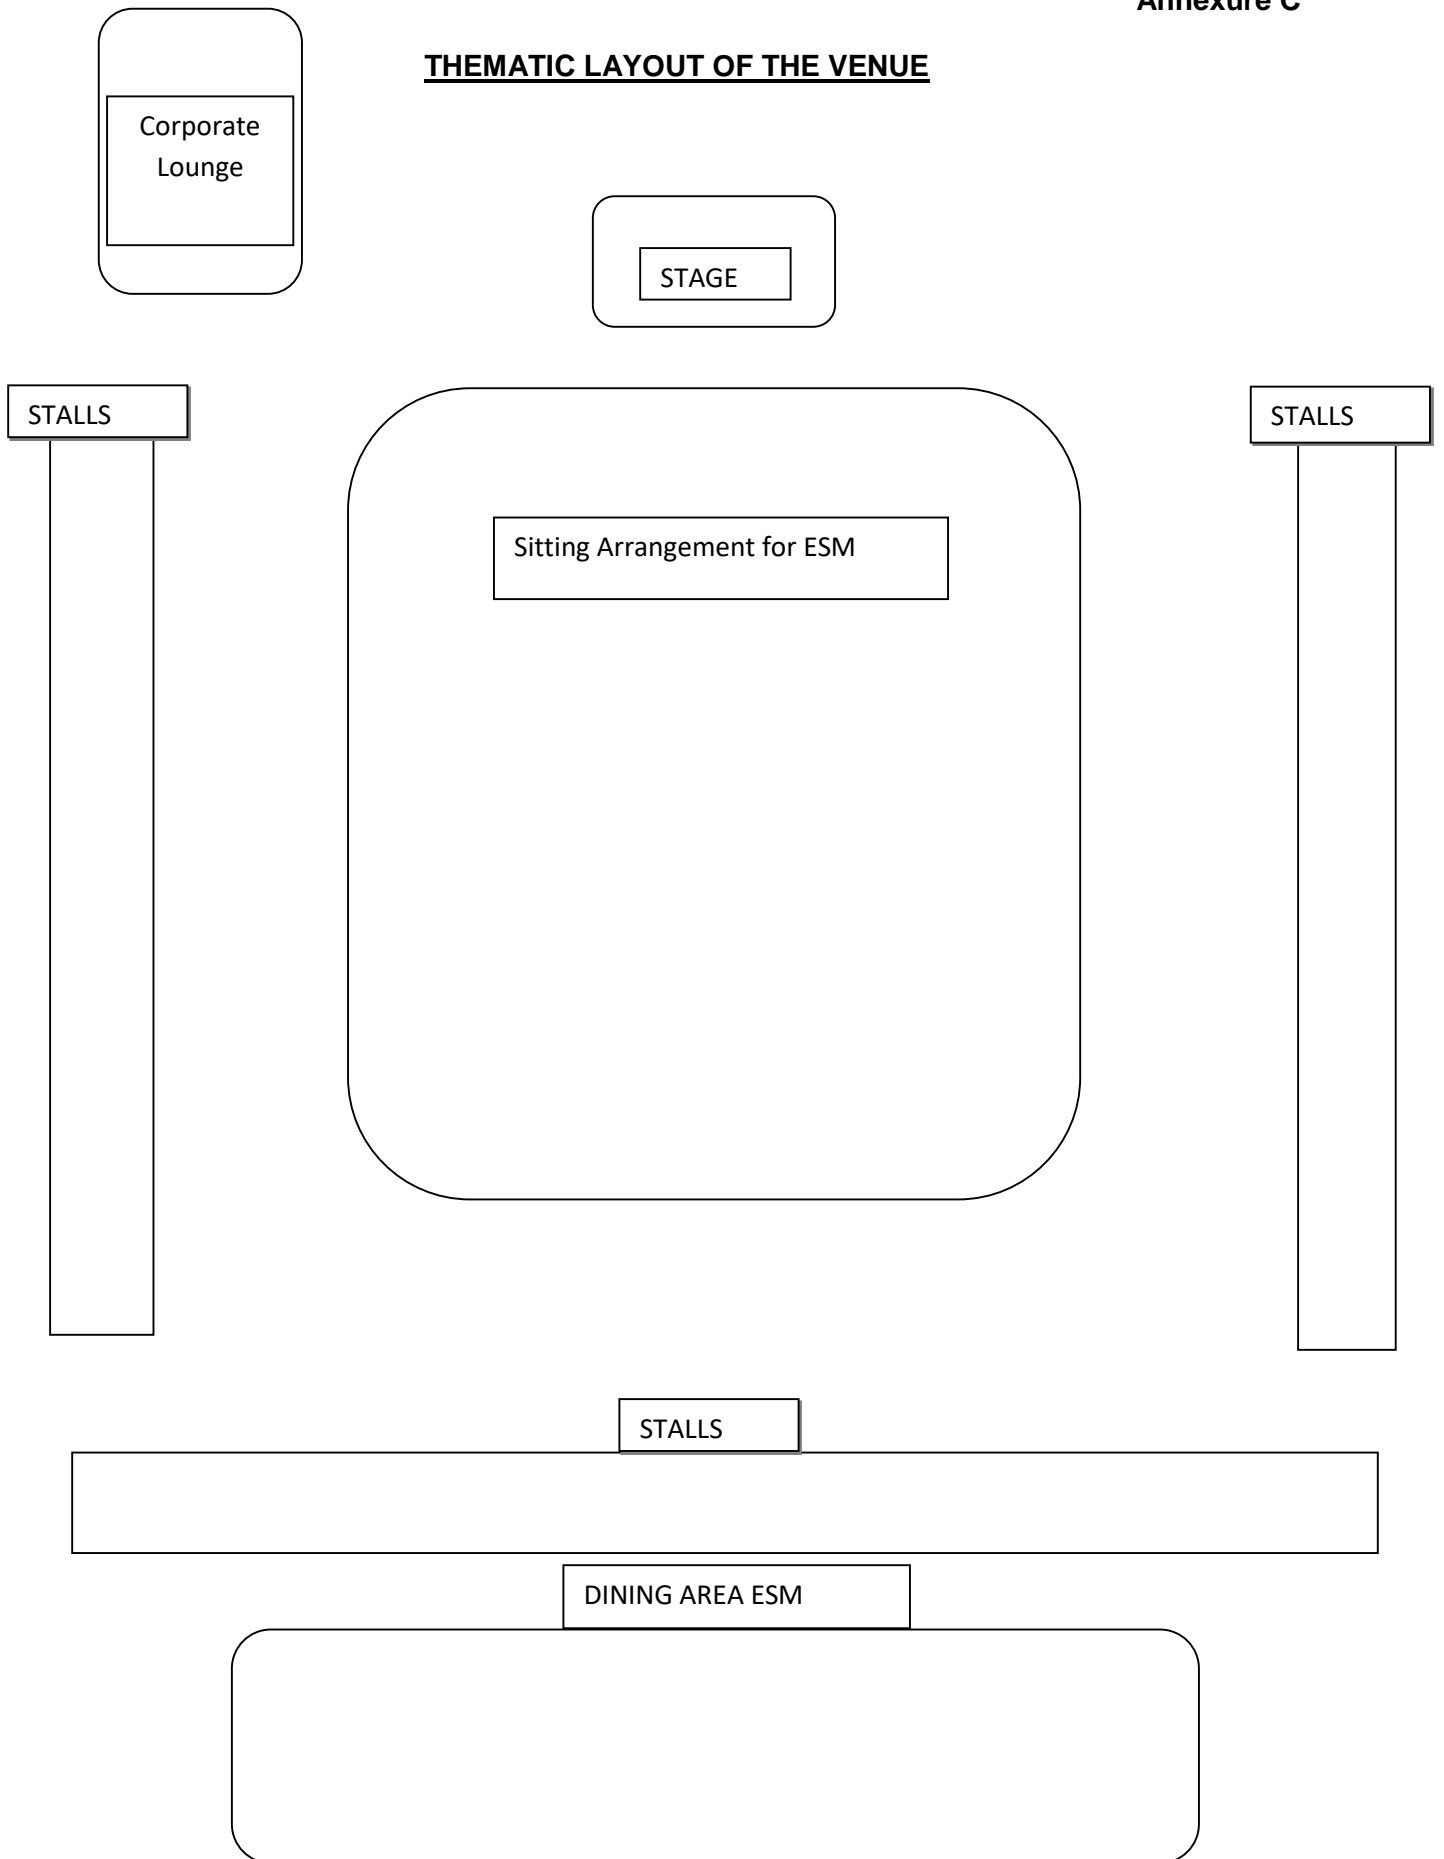 Annexure C
THEMATIC LAYOUT OF THE VENUE
Corporate
Lounge
STAGE
STALLS
STALLS
Sitting Arrangement for ESM
STALLS
DINING AREA ESM